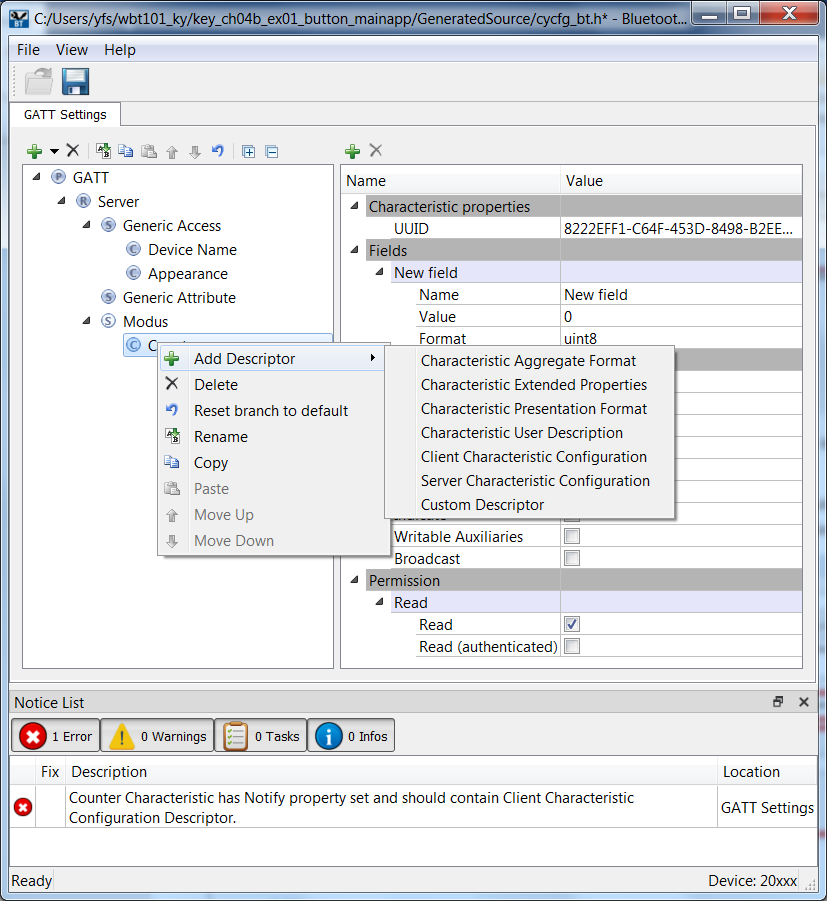 C:/Users/yfs/wbt101_ky/key_ch04b_ex01_button_mainapp/GeneratedSource/cycfg_bt.h* - Bluetoot...
File View Help
GATT Settings
GATT
Server
Generic Access
Device Name
Appearance
Generic Attribute
Modus
Name Value
Characteristic properties
UUID 8222EFF1-C64F-453D-8498-B2EE...
Fields
New field
Name New field
Value 0
Format uint8
Add Descriptor
Delete
Reset branch to default
Rename
Copy
Paste
Move Up
Move Down
Characteristic Aggregate Format
Characteristic Extended Properties
Characteristic Presentation Format
Characteristic User Description
Client Characteristic Configuration
Server Characteristic Configuration
Custom Descriptor
Writable Auxiliaries
Broadcast
Permission
Read
Read
Read (authenticated)
Notice List
1 Error 0 Warnings 0 Tasks 0 Infos
Fix Description Location
Counter Characteristic has Notify property set and should contain Client Characteristic
Configuration Descriptor.
GATT Settings
Ready Device: 20xxx